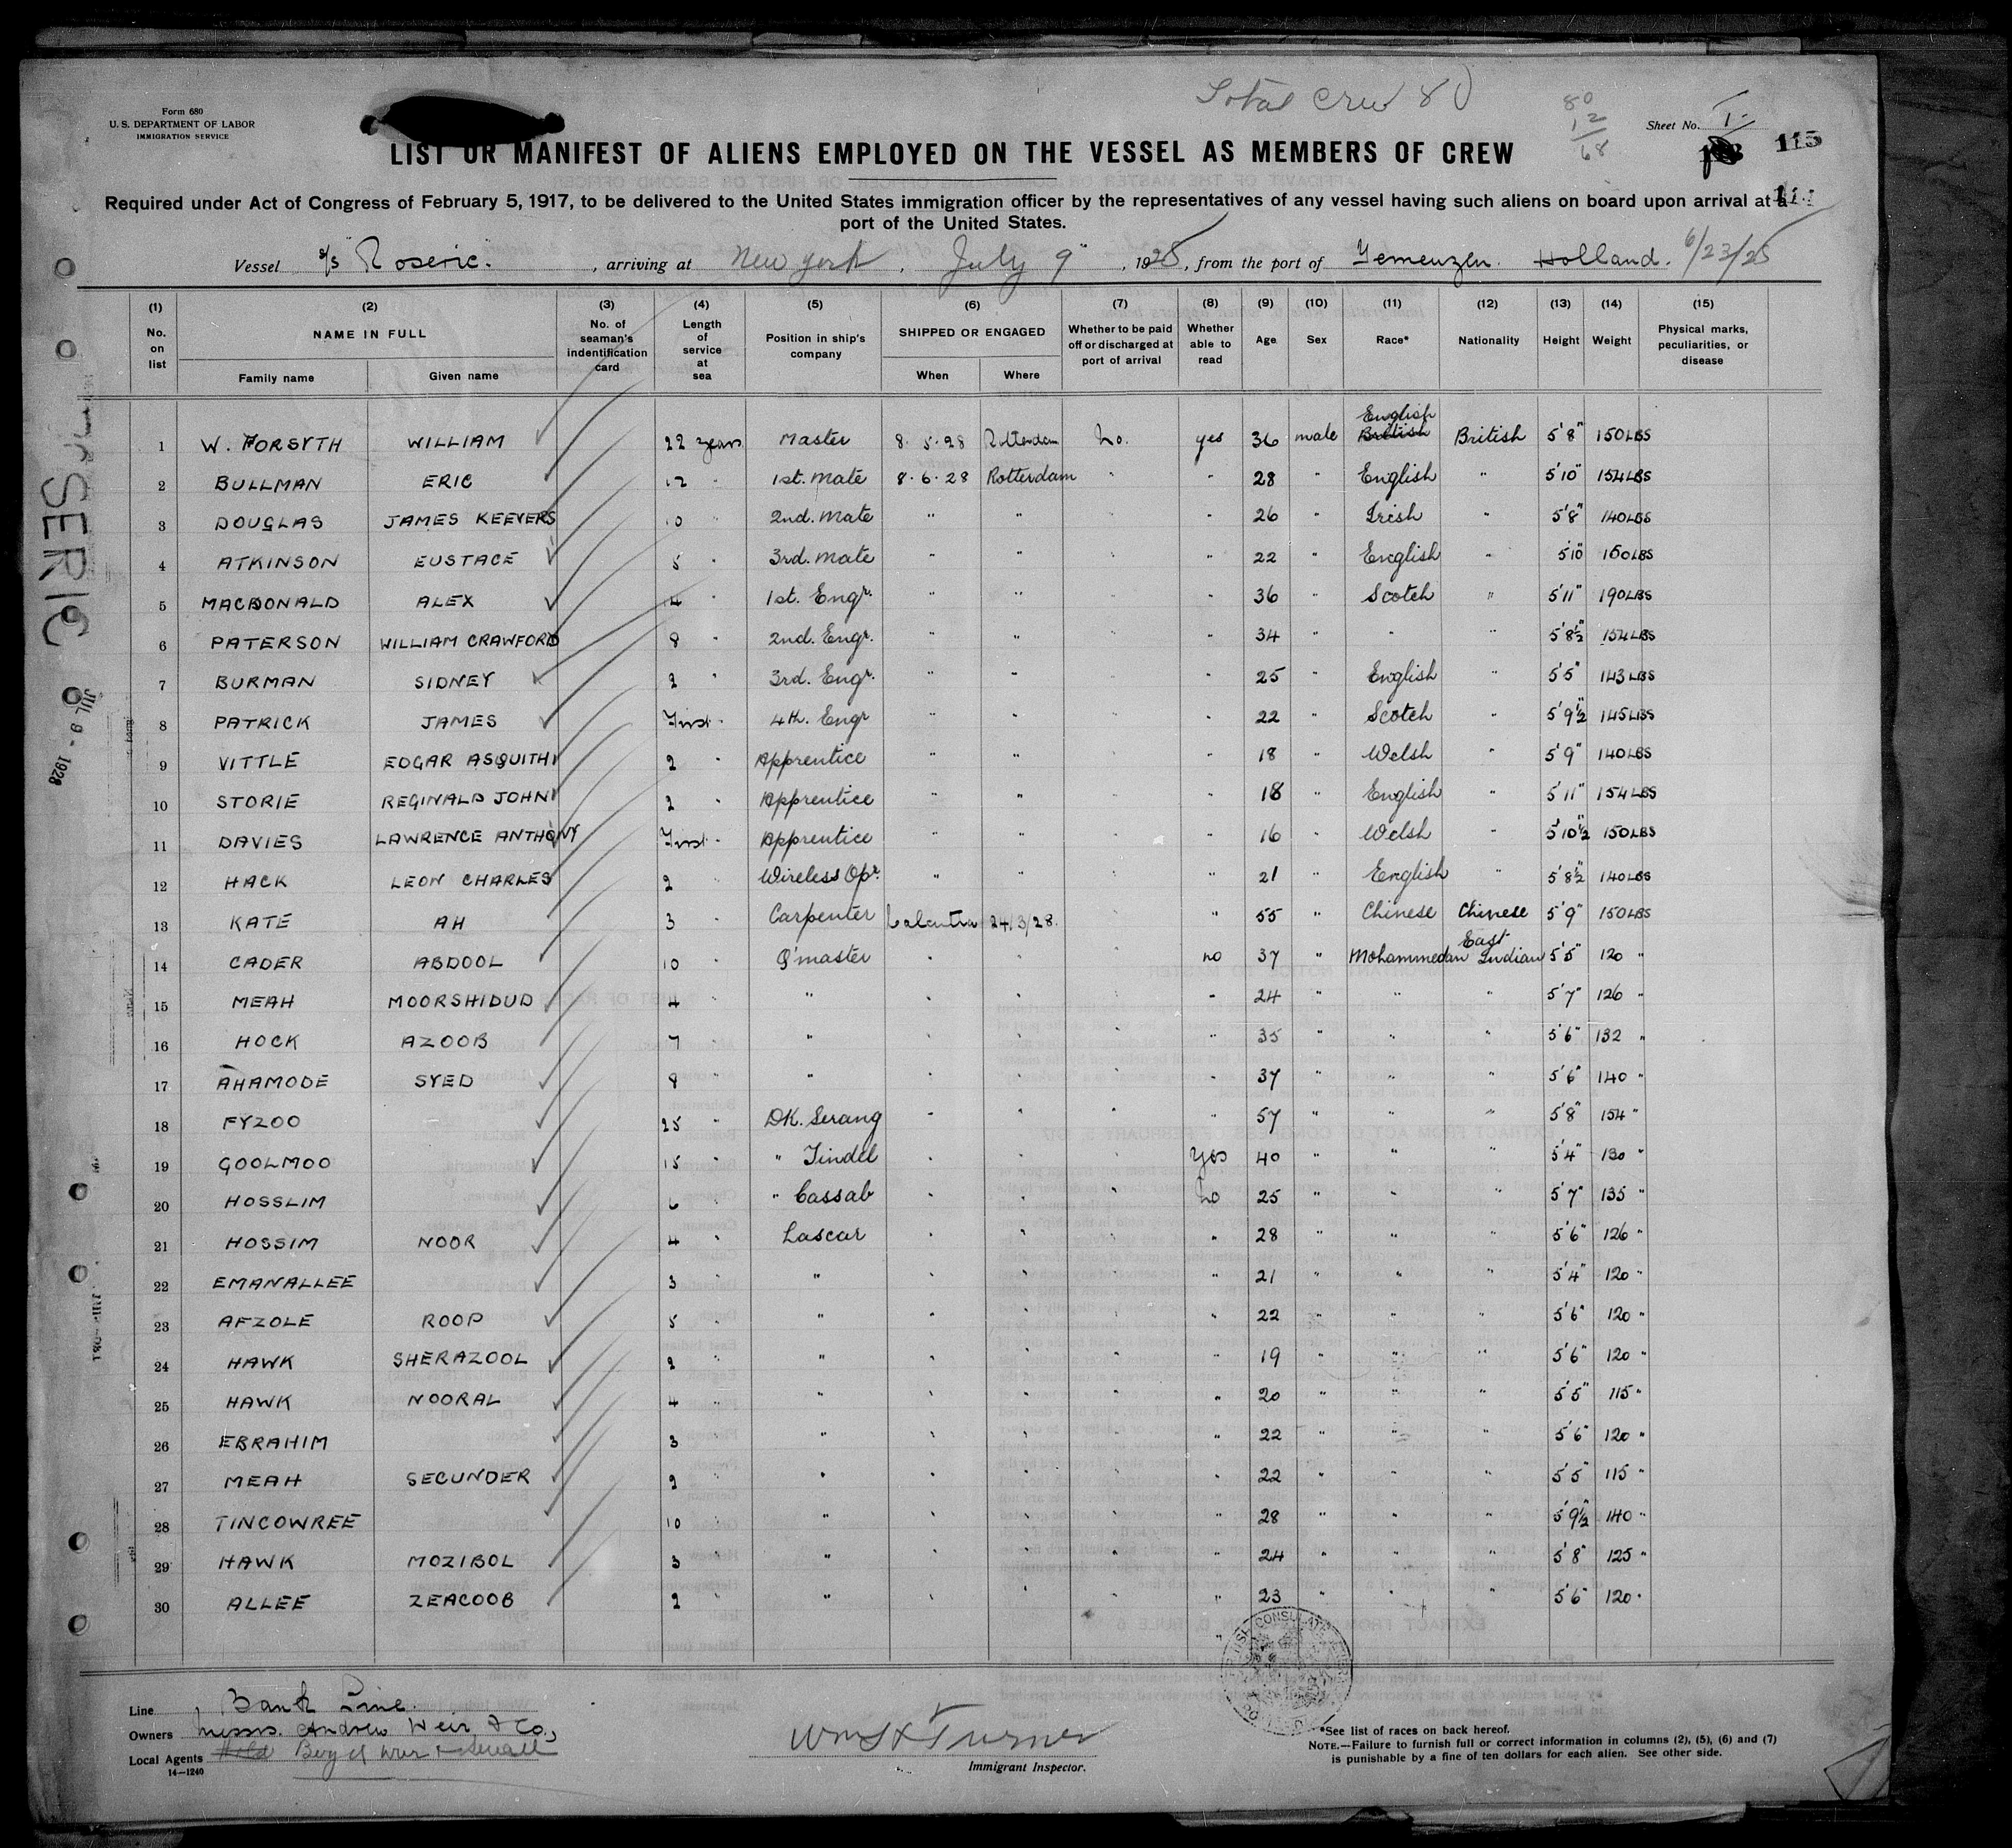 Total Crew 80
80
12
68
Form 680
U. S. DEPARTMENT OF LABOR
IMMIGRATION SERVICE
Sheet No. 1
115
LIST OR MANIFEST OF ALIENS EMPLOYED ON THE VESSEL AS MEMBERS OF CREW
Required under Act of Congress of February 5, 1917, to be delivered to the United States immigration officer by the representatives of any vessel having such aliens on board upon arrival at a
port of the United States.
Vessel s/s Roseric. , arriving at New York , July 9 , 1928, from the port of Holland. 6/23/28
(1) (2) (3) (4) (5) (6) (7) (8) (9) (10) (11) (12) (13) (14) (15)
No. on list NAME IN FULL Family name Given name No. of seaman's indentification card Length of service at sea Position in ship's company SHIPPED OR ENGAGED When Where Whether to be paid off or discharged at port of arrival Whether able to read Age Sex Race* Nationality Height Weight Physical marks, peculiarities, or disease
1 W. FORSYTH WILLIAM 22 years Master 8.5.28 Rotterdam No. yes 36 male English British British 5'8" 150 LBS
2 BULLMAN ERIC 12 " 1st. Mate 8.6.28 Rotterdam " " 28 " English " 5'10" 154 LBS
3 DOUGLAS JAMES KEEVERS 10 " 2nd. Mate " " " " 26 " Irish " 5'8" 140 LBS
4 ATKINSON EUSTACE 5 " 3rd. Mate " " " " 22 " English " 5'10 160 LBS
5 MACDONALD ALEX 4 " 1st. Engr. " " " " 36 " Scotch " 5'11" 190 LBS
6 PATERSON WILLIAM CRAWFORD 8 " 2nd. Engr. " " " " 34 " " " 5'8½" 154 LBS
7 BURMAN SIDNEY 2 " 3rd. Engr. " " " " 25 " English " 5'5" 143 LBS
8 PATRICK JAMES First " 4th. Engr " " " " 22 " Scotch " 5'9½" 145 LBS
9 VITTLE EDGAR ASQUITH 2 " Apprentice " " " " 18 " Welsh " 5'9" 140 LBS
10 STORIE REGINALD JOHN 2 " Apprentice " " " " 18 " English " 5'11" 154 LBS
11 DAVIES LAWRENCE ANTHONY First " Apprentice " " " " 16 " Welsh " 5'10½ 150 LBS
12 HACK LEON CHARLES 2 " Wireless Opr. " " " " 21 " English " 5'8½" 140 LBS
13 KATE AH 3 " Carpenter Calcutta 24/3/28. " " 55 " Chinese Chinese 5'9" 150 LBS
14 CADER ABDOOL 10 " Q'master " " " no 37 " Mohammedan East Indian 5'5" 120 "
15 MEAH MOORSHIDUD 4 " " " " " " 24 " " " 5'7" 126 "
16 HOCK AZOOB 7 " " " " " " 35 " " " 5'6" 132 "
17 AHAMODE SYED 8 " " " " " " 37 " " " 5'6" 140 "
18 FYZOO 25 " DK. Serang " " " " 57 " " " 5'8" 154 "
19 GOOLMOO 15 " " Tindel " " " yes 40 " " " 5'4" 130 "
20 HOSSLIM 6 " " Cassab " " " no 25 " " " 5'7" 135 "
21 HOSSIM NOOR 4 " Lascar " " " " 28 " " " 5'6" 126 "
22 EMANALLEE 3 " " " " " " 21 " " " 5'4" 120 "
23 AFZOLE ROOP 5 " " " " " " 22 " " " 5'6" 120 "
24 HAWK SHERAZOOL 2 " " " " " " 19 " " " 5'6" 120 "
25 HAWK NOORAL 4 " " " " " " 20 " " " 5'5" 115 "
26 EBRAHIM 3 " " " " " " 22 " " " 5'6" 120 "
27 MEAH SECUNDER 2 " " " " " " 22 " " " 5'5" 115 "
28 TINCOWREE 10 " " " " " " 28 " " " 5'9½" 140 "
29 HAWK MOZIBOL 3 " " " " " " 24 " " " 5'8" 125 "
30 ALLEE ZEACOOB 2 " " " " " " 23 " " " 5'6" 120 "
JUL 9 - 1928
Line Bank Line.
Owners Messrs. Andrew Weir & Co.,
Local Agents
14—1240
Turner
Immigrant Inspector.
*See list of races on back hereof.
NOTE.—Failure to furnish full or correct information in columns (2), (5), (6) and (7)
is punishable by a fine of ten dollars for each alien. See other side.